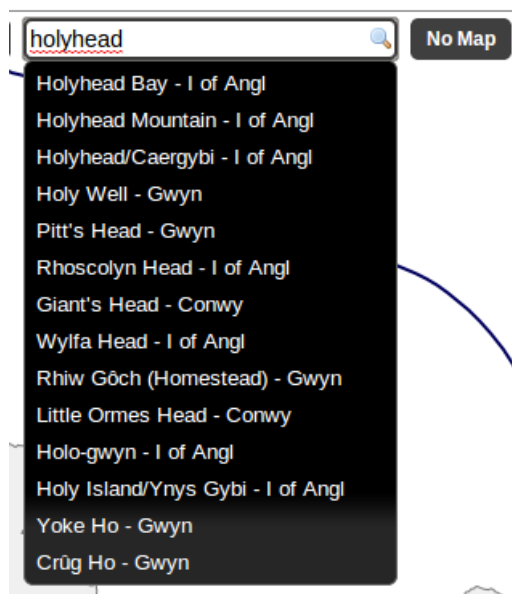 holyhead
No Map
Holyhead Bay - I of Angl
Holyhead Mountain - I of Angl
Holyhead/Caergybi - I of Angl
Holy Well - Gwyn
Pitt's Head - Gwyn
Rhoscolyn Head - I of Angl
Giant's Head - Conwy
Wylfa Head - I of Angl
Rhiw Gôch (Homestead) - Gwyn
Little Ormes Head - Conwy
Holo-gwyn - I of Angl
Holy Island/Ynys Gybi - I of Angl
Yoke Ho - Gwyn
Crûg Ho - Gwyn